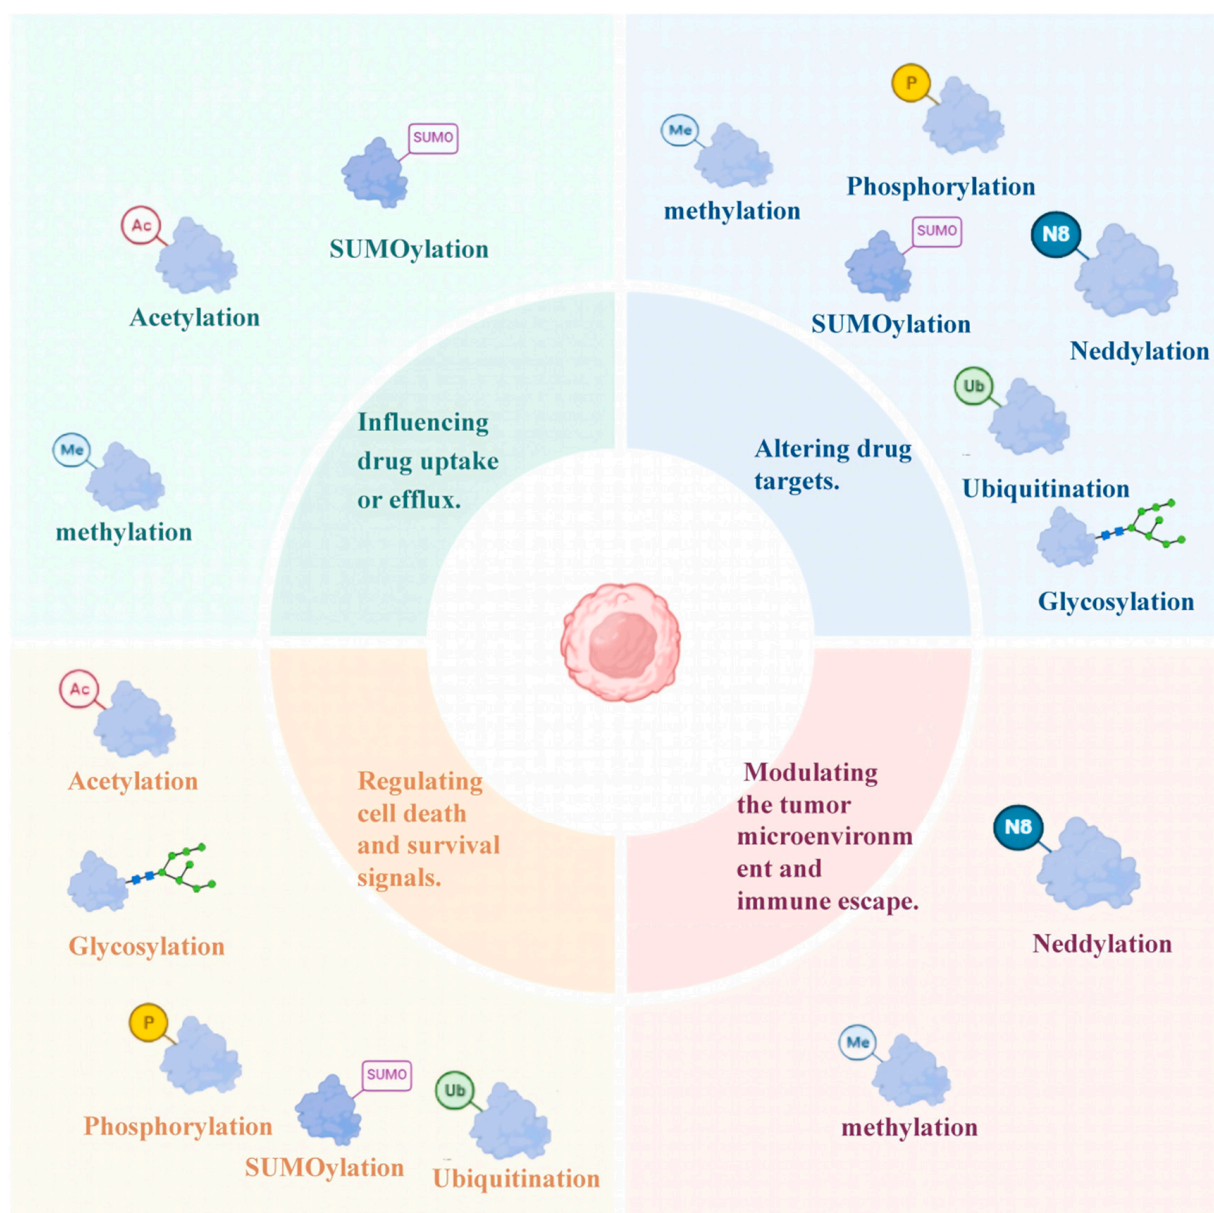 SUMO
SUMOylation
Ac
Acetylation
Me
methylation
Influencing
drug uptake
or efflux.
P
Phosphorylation
Me
methylation
SUMO
SUMOylation
N8
Neddylation
Ub
Ubiquitination
Glycosylation
Altering drug
targets.
Ac
Acetylation
Glycosylation
P
Phosphorylation
SUMO
SUMOylation
Ub
Ubiquitination
Regulating
cell death
and survival
signals.
Modulating
the tumor
microenvironm
ent and
immune escape.
N8
Neddylation
Me
methylation